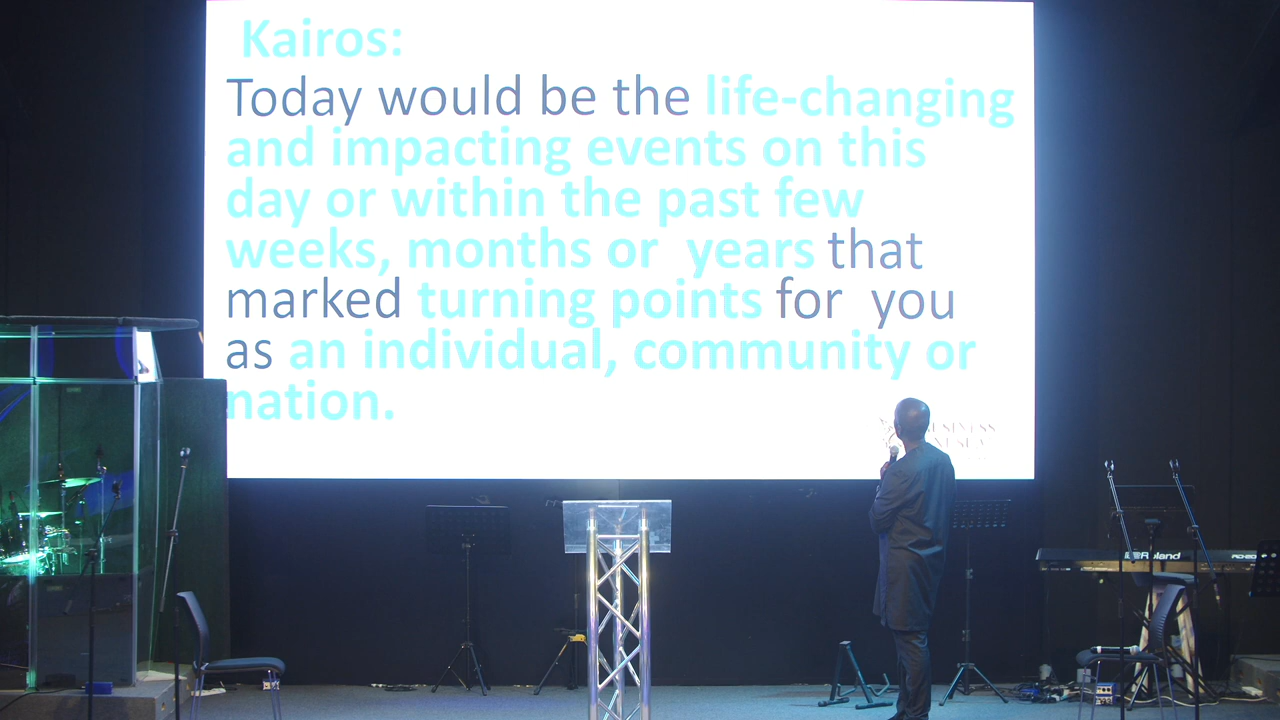 Kairos:
Today would be the life-changing
and impacting events on this
day or within the past few
weeks, months or years that
marked turning points for you
as an individual, community or
nation.
Roland